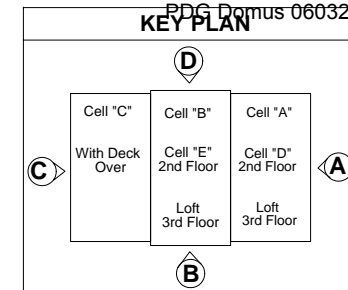 PDG Domus 06032
KEY PLAN
D
Cell "C"
Cell "B"
Cell "A"
With Deck
Over
Cell "E"
2nd Floor
Cell "D"
2nd Floor
C
A
Loft
3rd Floor
Loft
3rd Floor
B